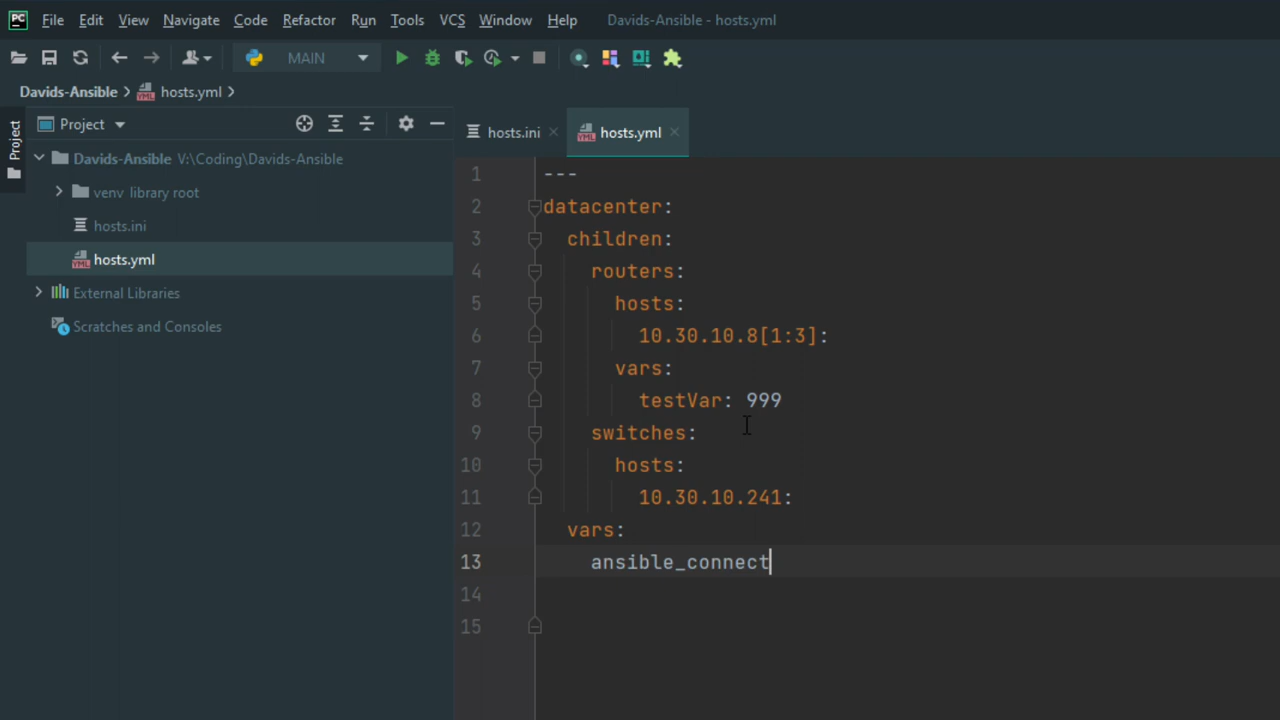 PC File Edit View Navigate Code Refactor Run Tools VCS Window Help Davids-Ansible - hosts.yml
MAIN
Davids-Ansible hosts.yml
Project
Project
hosts.ini hosts.yml
Davids-Ansible V:\Coding\Davids-Ansible
venv library root
hosts.ini
hosts.yml
External Libraries
Scratches and Consoles
1 ---
2 datacenter:
3   children:
4     routers:
5       hosts:
6         10.30.10.8[1:3]:
7       vars:
8         testVar: 999
9     switches:
10       hosts:
11         10.30.10.241:
12   vars:
13     ansible_connect
14
15